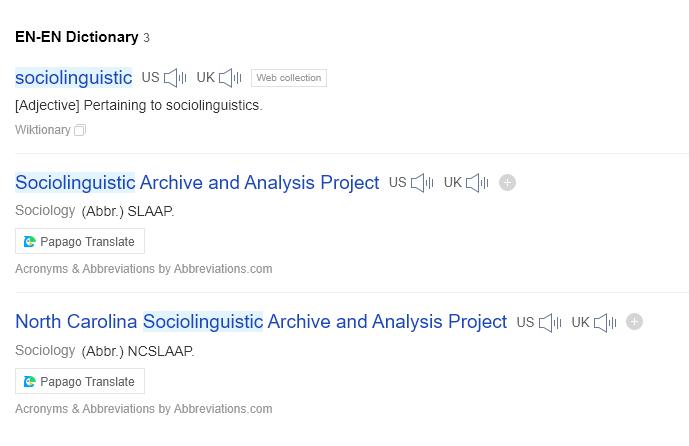 EN-EN Dictionary 3
sociolinguistic US UK Web collection
[Adjective] Pertaining to sociolinguistics.
Wiktionary
Sociolinguistic Archive and Analysis Project US UK
Sociology (Abbr.) SLAAP.
Papago Translate
Acronyms & Abbreviations by Abbreviations.com
North Carolina Sociolinguistic Archive and Analysis Project US UK
Sociology (Abbr.) NCSLAAP.
Papago Translate
Acronyms & Abbreviations by Abbreviations.com